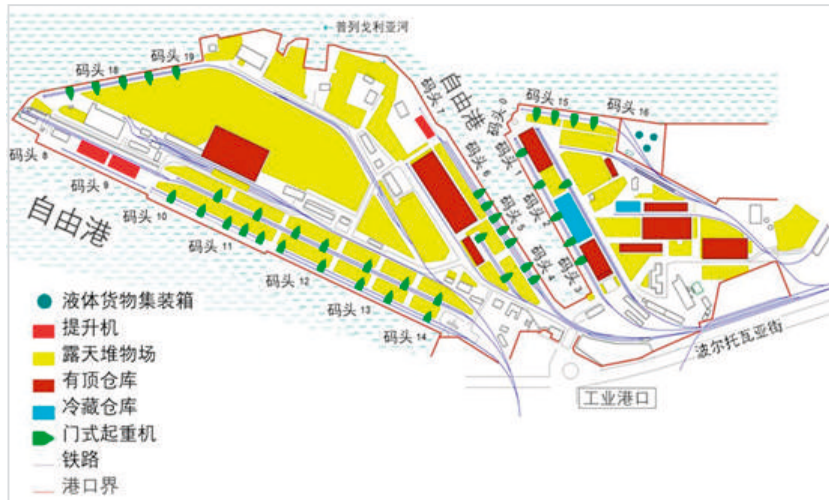 普列戈利亚河
码头 18
码头 19
自由港
码头 7
码头 0
码头 15
码头 16
码头 8
码头 9
码头 10
码头 6
码头 5
码头 4
码头
码头 2
码头 3
自由港
码头 11
码头 12
码头 13
码头 14
波尔托瓦亚街
工业港口
液体货物集装箱
提升机
露天堆物场
有顶仓库
冷藏仓库
门式起重机
铁路
港口界